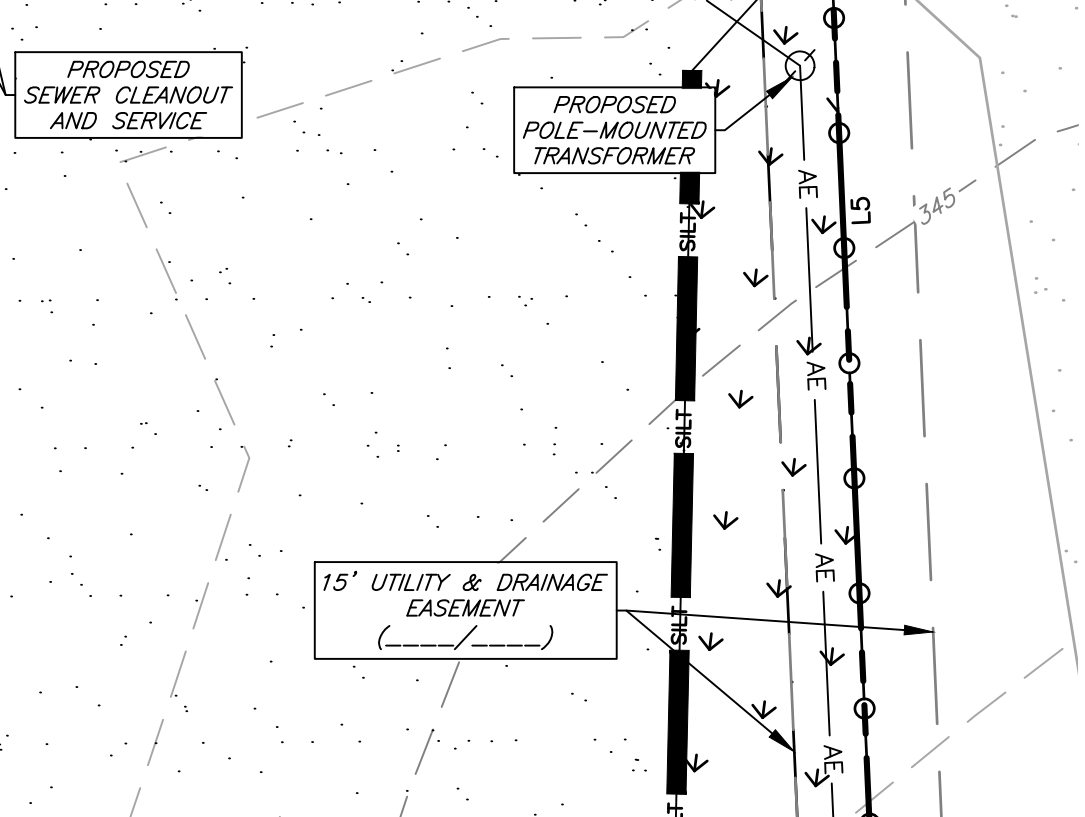 PROPOSED
SEWER CLEANOUT
AND SERVICE
PROPOSED
POLE-MOUNTED
TRANSFORMER
AE
L5
345
SILT
AE
SILT
AE
15' UTILITY & DRAINAGE
EASEMENT
(____/____)
SILT
AE
T